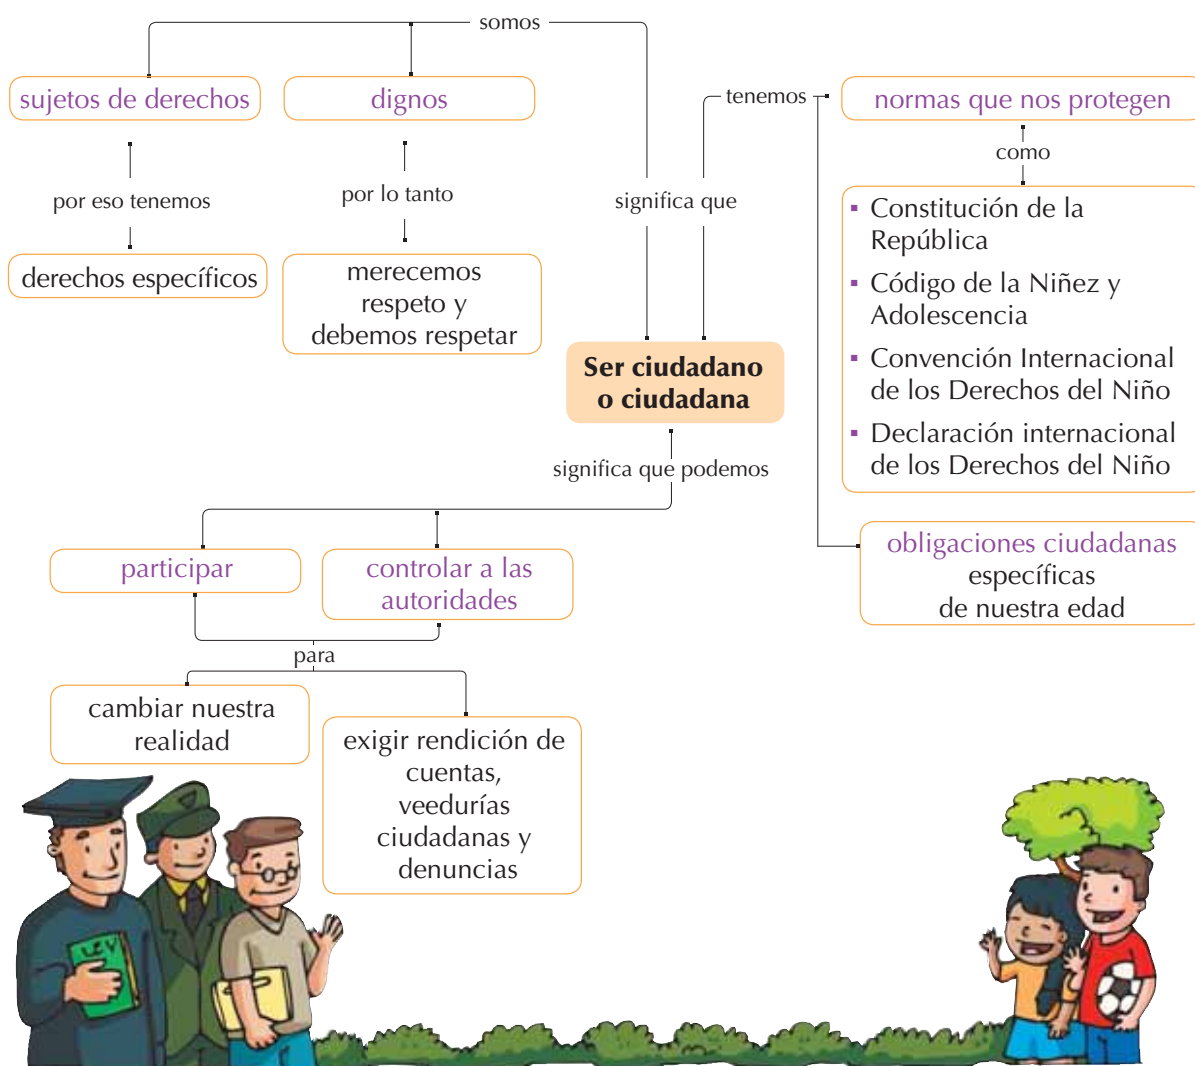 somos
sujetos de derechos
dignos
tenemos
normas que nos protegen
como
por eso tenemos
por lo tanto
significa que
derechos específicos
merecemos
respeto y
debemos respetar
▪ Constitución de la
República
▪ Código de la Niñez y
Adolescencia
▪ Convención Internacional
de los Derechos del Niño
▪ Declaración internacional
de los Derechos del Niño
Ser ciudadano
o ciudadana
significa que podemos
obligaciones ciudadanas
específicas
de nuestra edad
participar
controlar a las
autoridades
para
cambiar nuestra
realidad
exigir rendición de
cuentas,
veedurías
ciudadanas y
denuncias
LEY